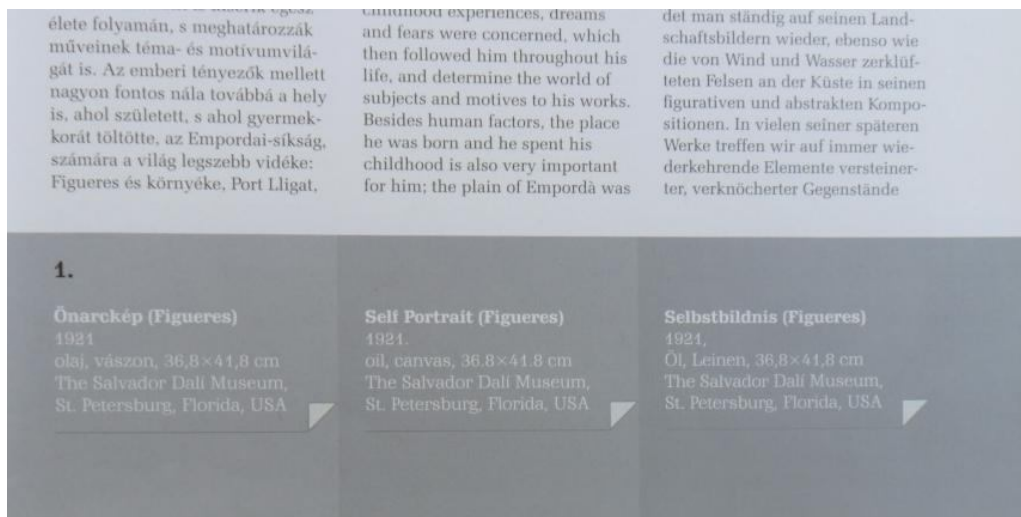 élete folyamán, s meghatározzák
műveinek téma- és motívumvilá-
gát is. Az emberi tényezők mellett
nagyon fontos nála továbbá a hely
is, ahol született, s ahol gyermek-
korát töltötte, az Empordai-síkság,
számára a világ legszebb vidéke:
Figueres és környéke, Port Lligat,
childhood experiences, dreams
and fears were concerned, which
then followed him throughout his
life, and determine the world of
subjects and motives to his works.
Besides human factors, the place
he was born and he spent his
childhood is also very important
for him; the plain of Empordà was
det man ständig auf seinen Land-
schaftsbildern wieder, ebenso wie
die von Wind und Wasser zerklüf-
teten Felsen an der Küste in seinen
figurativen und abstrakten Kompo-
sitionen. In vielen seiner späteren
Werke treffen wir auf immer wie-
derkehrende Elemente versteiner-
ter, verknöcherter Gegenstände
1.
Önarckép (Figueres)
1921
olaj, vászon, 36,8×41,8 cm
The Salvador Dalí Museum,
St. Petersburg, Florida, USA
Self Portrait (Figueres)
1921.
oil, canvas, 36.8×41.8 cm
The Salvador Dalí Museum,
St. Petersburg, Florida, USA
Selbstbildnis (Figueres)
1921,
Öl, Leinen, 36,8×41,8 cm
The Salvador Dalí Museum,
St. Petersburg, Florida, USA